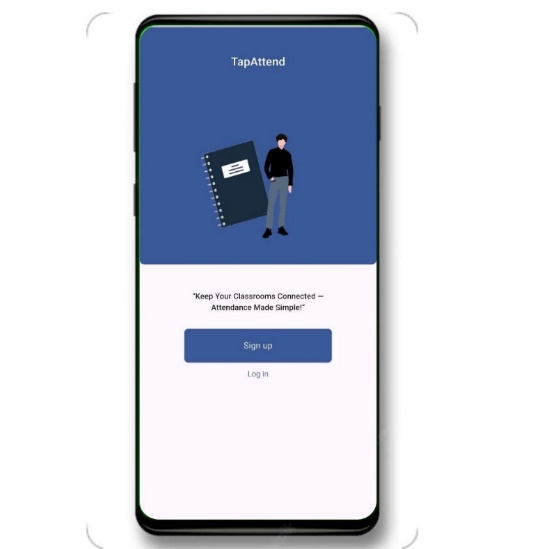 TapAttend
"Keep Your Classrooms Connected —
Attendance Made Simple!"
Sign up
Log in